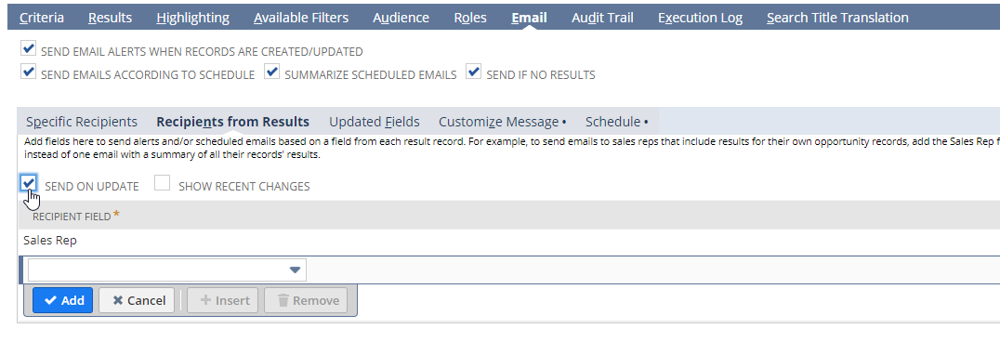 Criteria Results Highlighting Available Filters Audience Roles Email Audit Trail Execution Log Search Title Translation
SEND EMAIL ALERTS WHEN RECORDS ARE CREATED/UPDATED
SEND EMAILS ACCORDING TO SCHEDULE SUMMARIZE SCHEDULED EMAILS SEND IF NO RESULTS
Specific Recipients Recipients from Results Updated Fields Customize Message • Schedule •
Add fields here to send alerts and/or scheduled emails based on a field from each result record. For example, to send emails to sales reps that include results for their own opportunity records, add the Sales Rep f
instead of one email with a summary of all their records' results.
SEND ON UPDATE SHOW RECENT CHANGES
RECIPIENT FIELD *
Sales Rep
Add Cancel Insert Remove